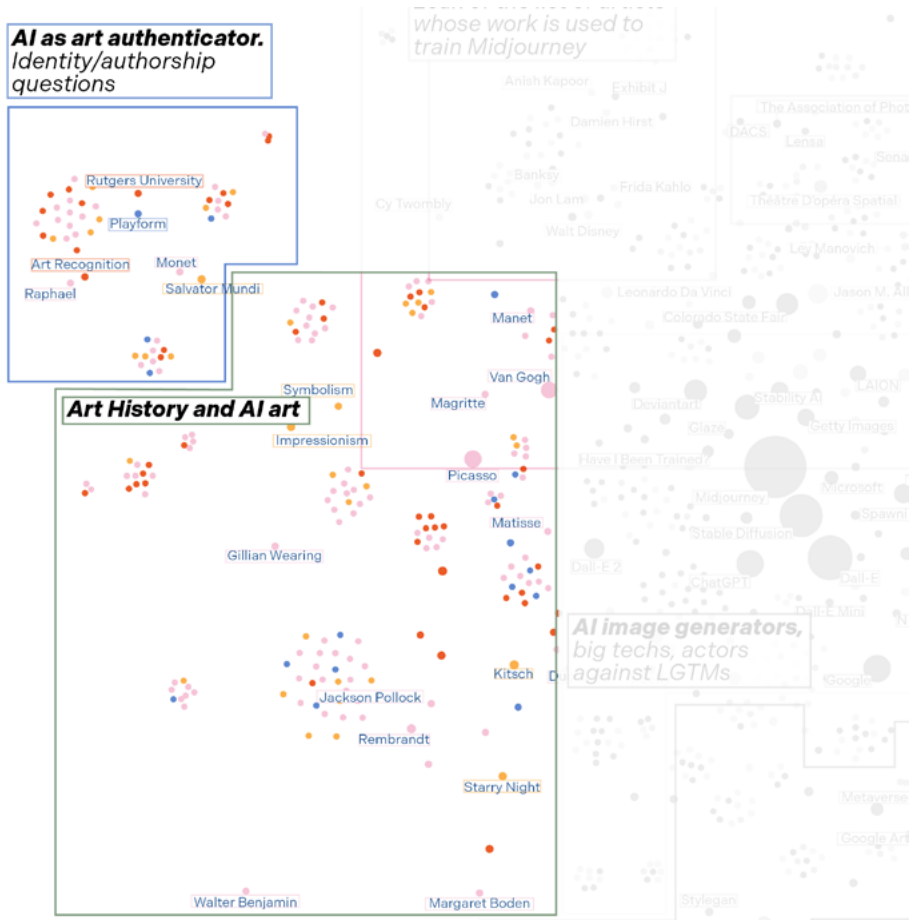 AI as art authenticator.
Identity/authorship
questions
whose work is used to
train Midjourney
Anish Kapoor
Exhibit J
Damien Hirst
The Association of Phot
DACS
Lensa
Sena
Rutgers University
Banksy
Frida Kahlo
Cy Twombly
Jon Lam
Théâtre D'opéra Spatial
Playform
Walt Disney
Lev Manovich
Art Recognition
Monet
Raphael
Salvator Mundi
Leonardo Da Vinci
Jason M. All
Colorado State Fair
Manet
Van Gogh
LAION
Symbolism
Magritte
Deviantart
Stability AI
Art History and AI art
Glaze
Getty Images
Impressionism
Picasso
Have I Been Trained?
Microsoft
Midjourney
Spawni
Matisse
Stable Diffusion
Gillian Wearing
Dall-E 2
ChatGPT
Dall-E
Dall-E Mini
N
AI image generators,
big techs, actors
against LGTMs
Kitsch
Du
Google
Jackson Pollock
Rembrandt
Starry Night
Metaverse
Google Art
Walter Benjamin
Margaret Boden
Stylegan